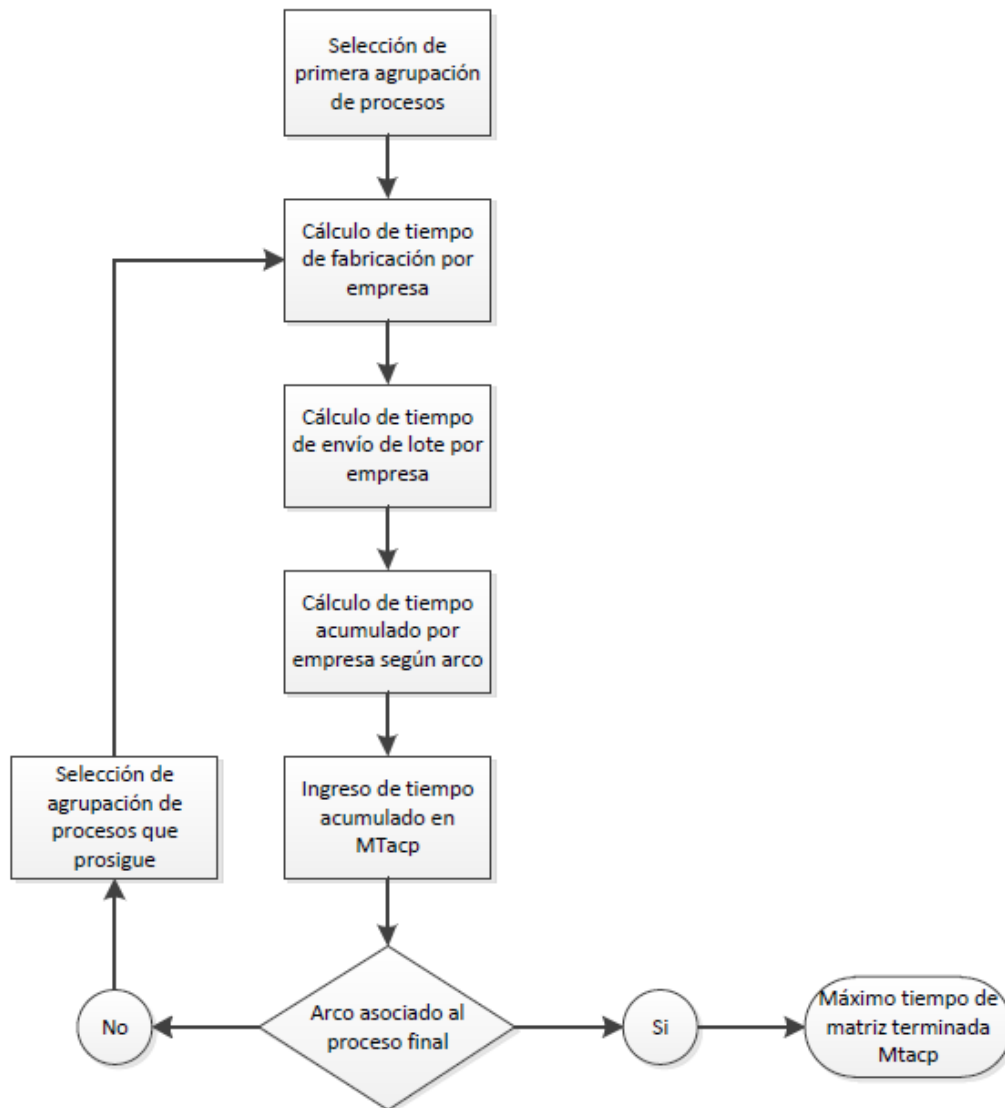 Selección de
primera agrupación
de procesos
Cálculo de tiempo
de fabricación por
empresa
Cálculo de tiempo
de envío de lote por
empresa
Cálculo de tiempo
acumulado por
empresa según arco
Selección de
agrupación de
procesos que
prosigue
Ingreso de tiempo
acumulado en
MTacp
No
Arco asociado al
proceso final
Si
Máximo tiempo de
matriz terminada
Mtacp